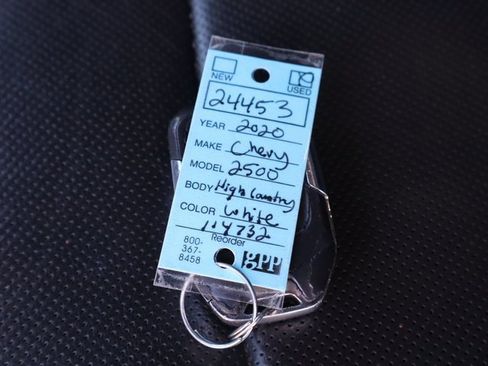 NEW USED
24453
YEAR 2020
MAKE Chevy
MODEL 2500
BODY High Country
COLOR White
114732
Reorder
800-
367-
8458
gpp